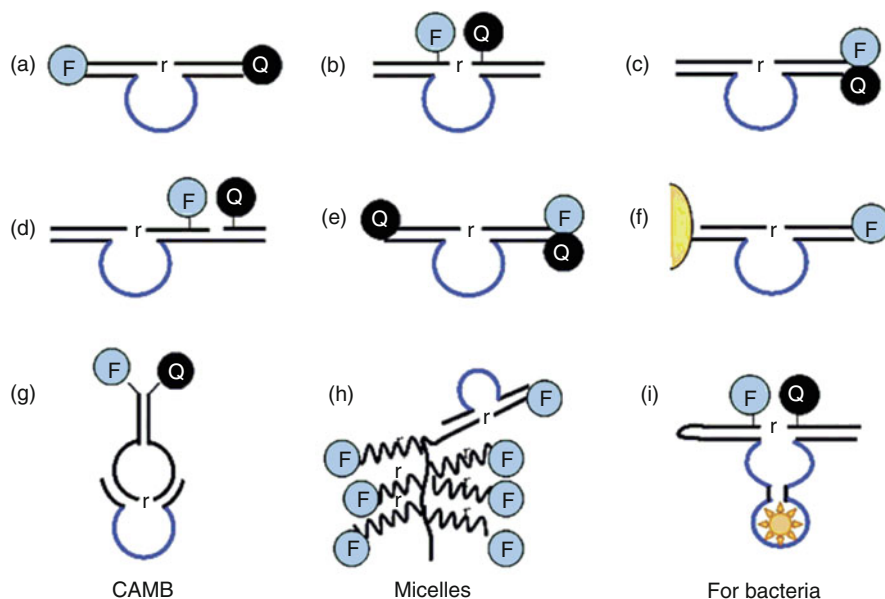 (a) F r Q
(b) F Q r
(c) r F Q
(d) r F Q
(e) Q r F Q
(f) r F
(g) F Q r
CAMB
(h) r F
F r r F
F r r F
F r F
Micelles
(i) F Q r
For bacteria